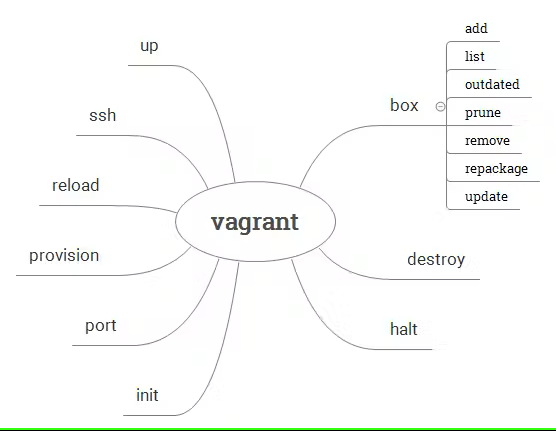 vagrant
up
ssh
reload
provision
port
init
box
add
list
outdated
prune
remove
repackage
update
destroy
halt